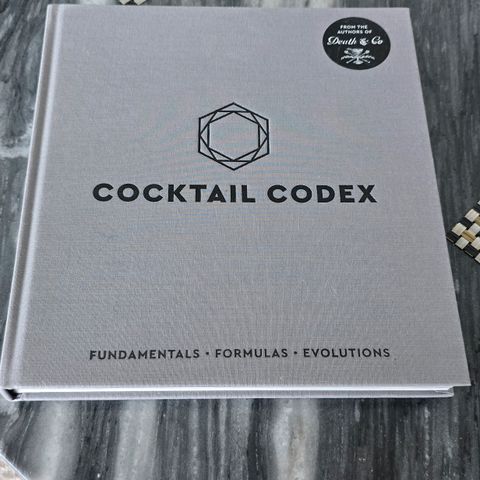 FROM THE
AUTHORS OF
Death & Co
COCKTAIL CODEX
FUNDAMENTALS • FORMULAS • EVOLUTIONS